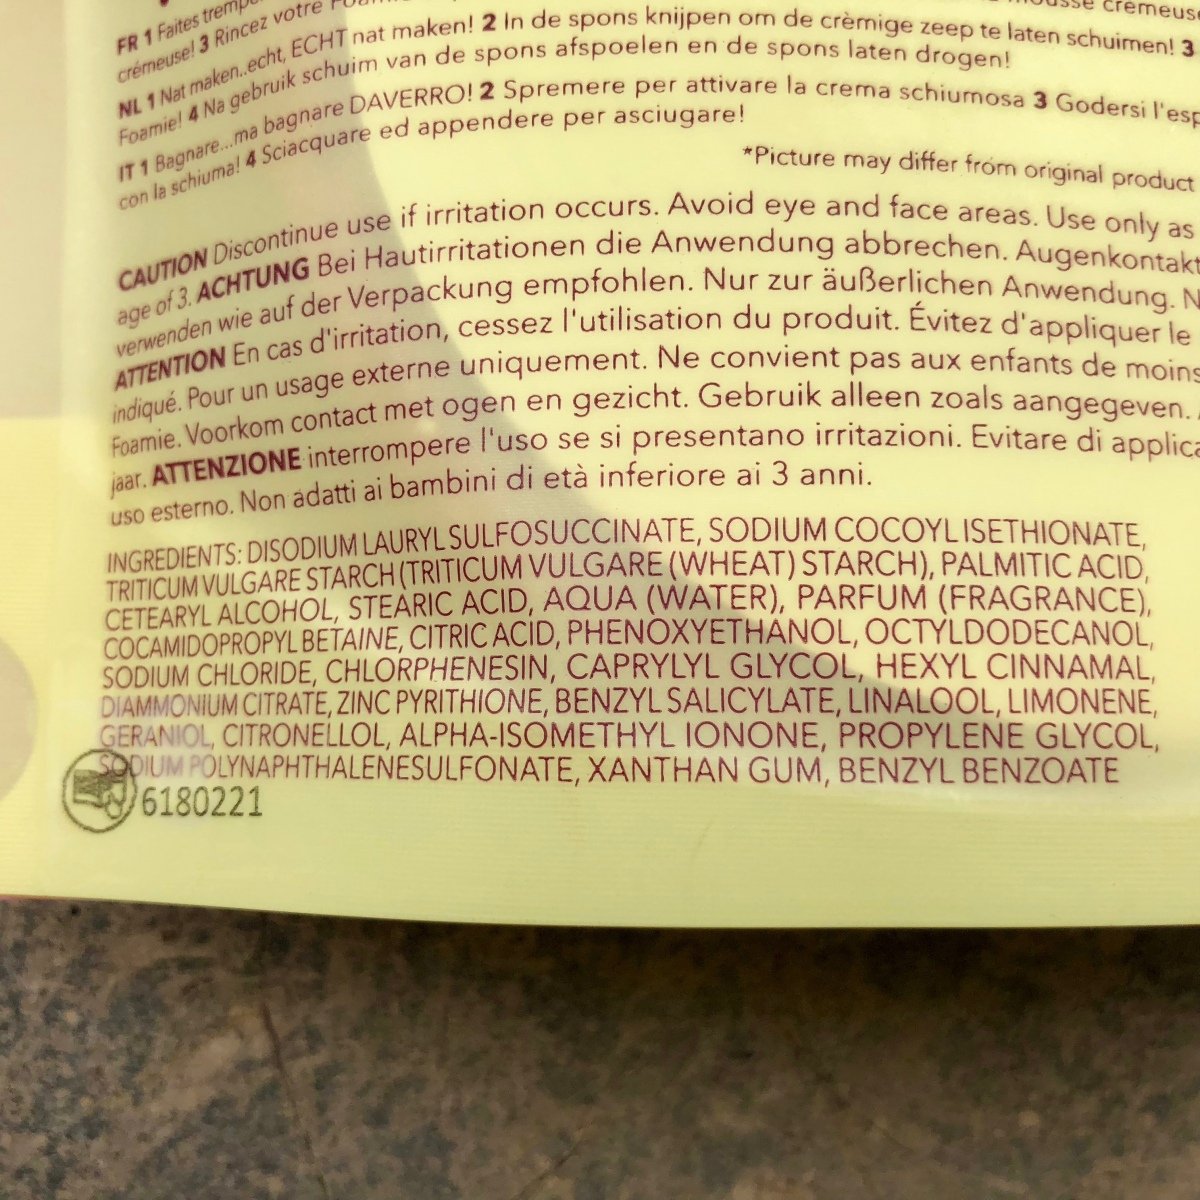 mousse crémeuse
FR 1 Faites
crémeuse! 3 Rincez votre
NL 1 Nat maken..echt, ECHT nat maken! 2 In de spons knijpen om de crèmige zeep te laten schuimen! 3
Foamie! 4 Na gebruik schuim van de spons afspoelen en de spons laten drogen!
IT 1 Bagnare...ma bagnare DAVERRO! 2 Spremere per attivare la crema schiumosa 3 Godersi l'esp
con la schiuma! 4 Sciacquare ed appendere per asciugare!
*Picture may differ from original product
CAUTION Discontinue use if irritation occurs. Avoid eye and face areas. Use only as
age of 3. ACHTUNG Bei Hautirritationen die Anwendung abbrechen. Augenkontakt
verwenden wie auf der Verpackung empfohlen. Nur zur äußerlichen Anwendung. N
ATTENTION En cas d'irritation, cessez l'utilisation du produit. Évitez d'appliquer le
indiqué. Pour un usage externe uniquement. Ne convient pas aux enfants de moins
Foamie. Voorkom contact met ogen en gezicht. Gebruik alleen zoals aangegeven.
jaar. ATTENZIONE interrompere l'uso se si presentano irritazioni. Evitare di applica
uso esterno. Non adatti ai bambini di età inferiore ai 3 anni.
INGREDIENTS: DISODIUM LAURYL SULFOSUCCINATE, SODIUM COCOYL ISETHIONATE,
TRITICUM VULGARE STARCH (TRITICUM VULGARE (WHEAT) STARCH), PALMITIC ACID,
CETEARYL ALCOHOL, STEARIC ACID, AQUA (WATER), PARFUM (FRAGRANCE),
COCAMIDOPROPYL BETAINE, CITRIC ACID, PHENOXYETHANOL, OCTYLDODECANOL,
SODIUM CHLORIDE, CHLORPHENESIN, CAPRYLYL GLYCOL, HEXYL CINNAMAL,
DIAMMONIUM CITRATE, ZINC PYRITHIONE, BENZYL SALICYLATE, LINALOOL, LIMONENE,
GERANIOL, CITRONELLOL, ALPHA-ISOMETHYL IONONE, PROPYLENE GLYCOL,
SODIUM POLYNAPHTHALENESULFONATE, XANTHAN GUM, BENZYL BENZOATE
6180221